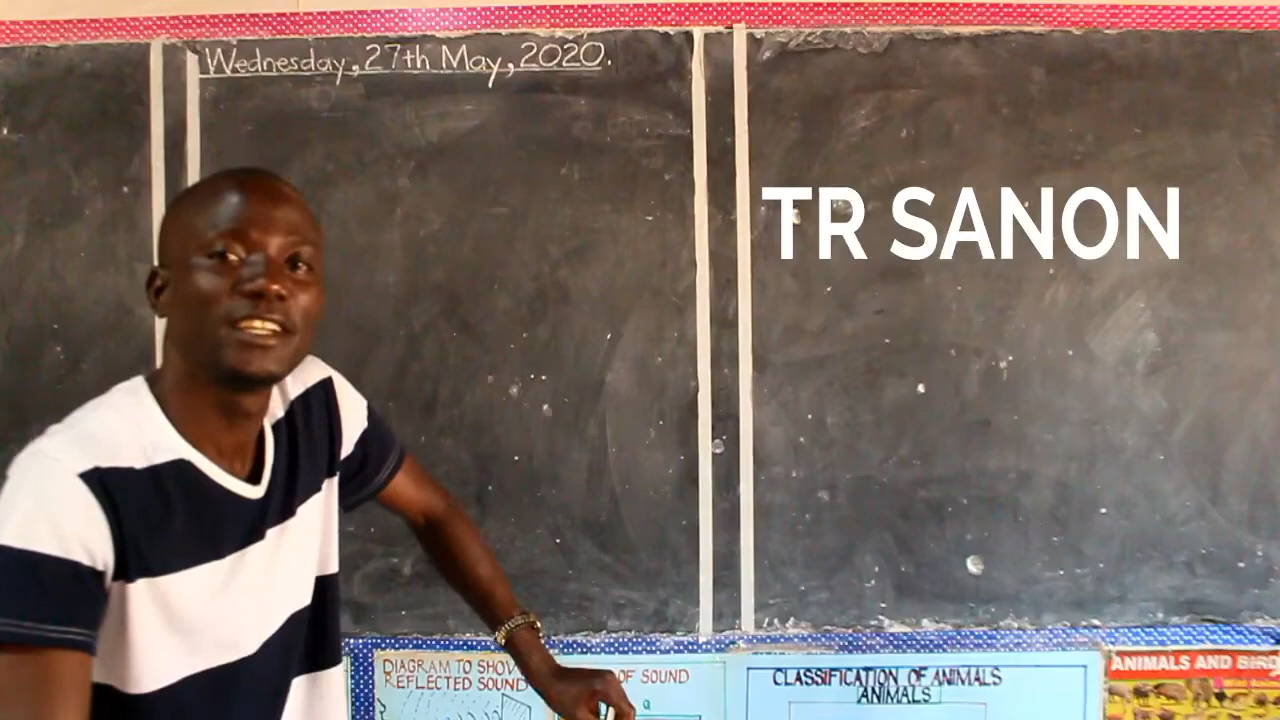 Wednesday, 27th May, 2020.
TR SANON
DIAGRAM TO SHOW
REFLECTED SOUND
OF SOUND
a
CLASSIFICATION OF ANIMALS
ANIMALS
ANIMALS AND BIRD